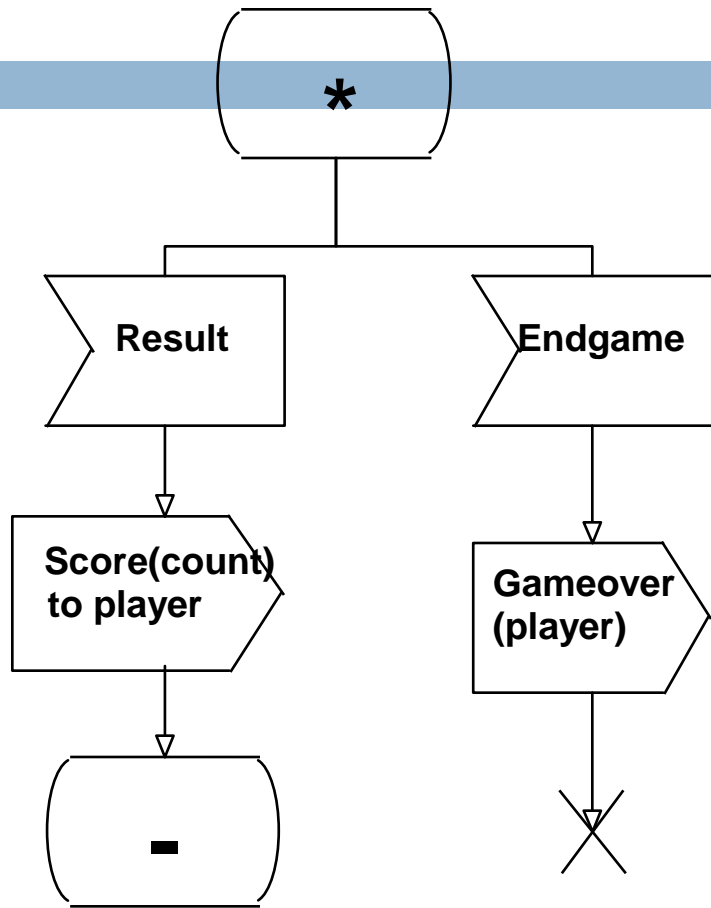 *
Result
Endgame
Score(count)
to player
Gameover
(player)
-